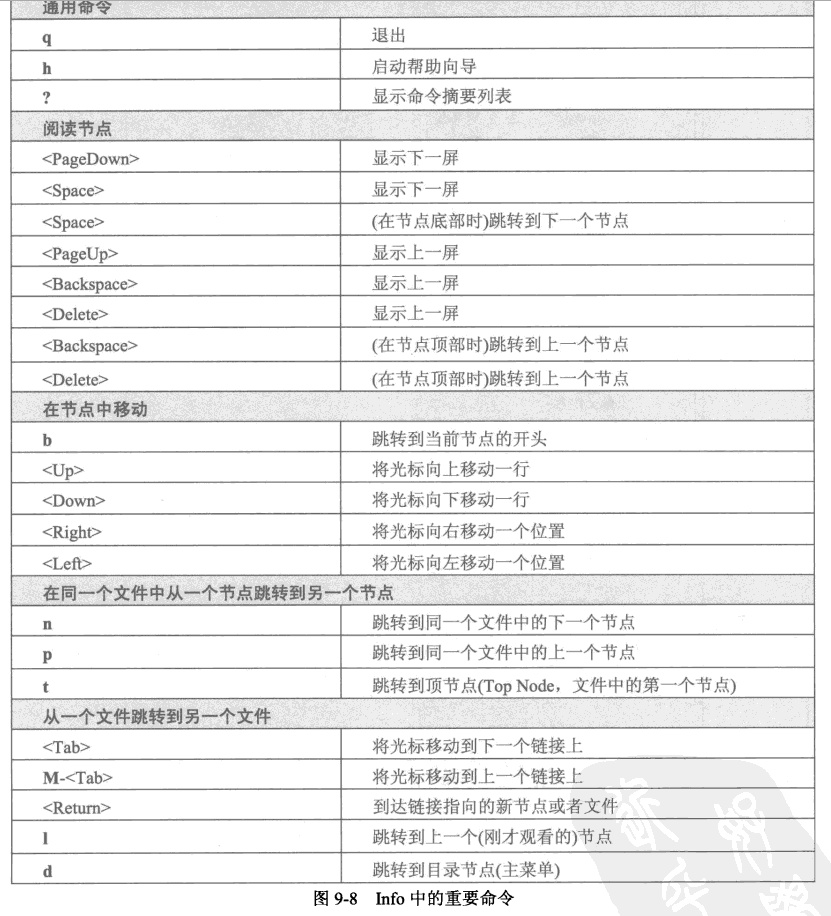 通用命令
q 退出
h 启动帮助向导
? 显示命令摘要列表
阅读节点
<PageDown> 显示下一屏
<Space> 显示下一屏
<Space> (在节点底部时)跳转到下一个节点
<PageUp> 显示上一屏
<Backspace> 显示上一屏
<Delete> 显示上一屏
<Backspace> (在节点顶部时)跳转到上一个节点
<Delete> (在节点顶部时)跳转到上一个节点
在节点中移动
b 跳转到当前节点的开头
<Up> 将光标向上移动一行
<Down> 将光标向下移动一行
<Right> 将光标向右移动一个位置
<Left> 将光标向左移动一个位置
在同一个文件中从一个节点跳转到另一个节点
n 跳转到同一个文件中的下一个节点
p 跳转到同一个文件中的上一个节点
t 跳转到顶节点(Top Node，文件中的第一个节点)
从一个文件跳转到另一个文件
<Tab> 将光标移动到下一个链接上
M-<Tab> 将光标移动到上一个链接上
<Return> 到达链接指向的新节点或者文件
l 跳转到上一个(刚才观看的)节点
d 跳转到目录节点(主菜单)
图 9-8 Info 中的重要命令